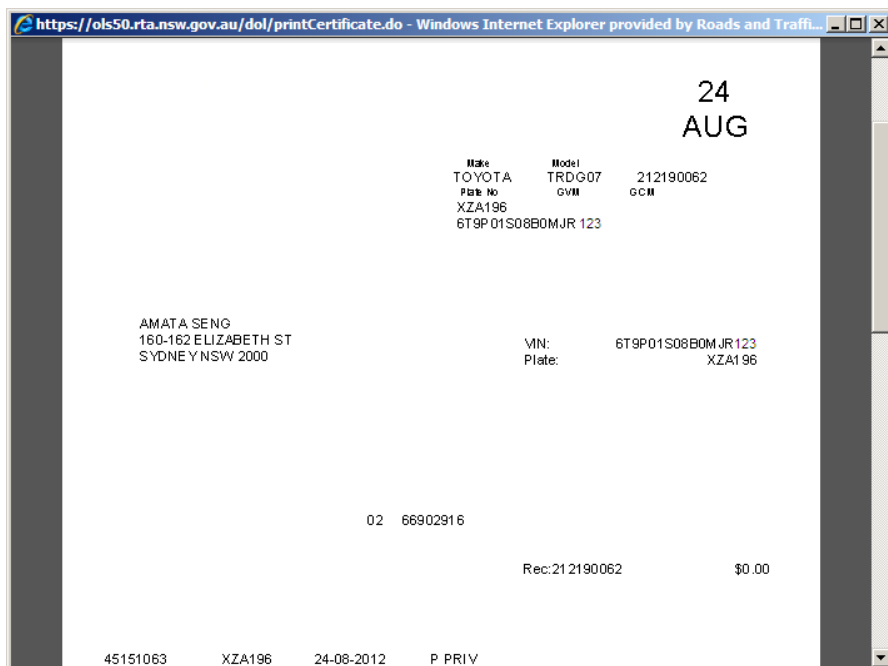 https://ols50.rta.nsw.gov.au/dol/printCertificate.do - Windows Internet Explorer provided by Roads and Traffi...
24
AUG
Make Model
TOYOTA TRDG07 212190062
Plate No GVM GCM
XZA196
6T9P01S08B0MJR123
AMATA SENG
160-162 ELIZABETH ST
SYDNEY NSW 2000
VIN: 6T9P01S08B0MJR123
Plate: XZA196
02 66902916
Rec:212190062 $0.00
45151063 XZA196 24-08-2012 P PRIV